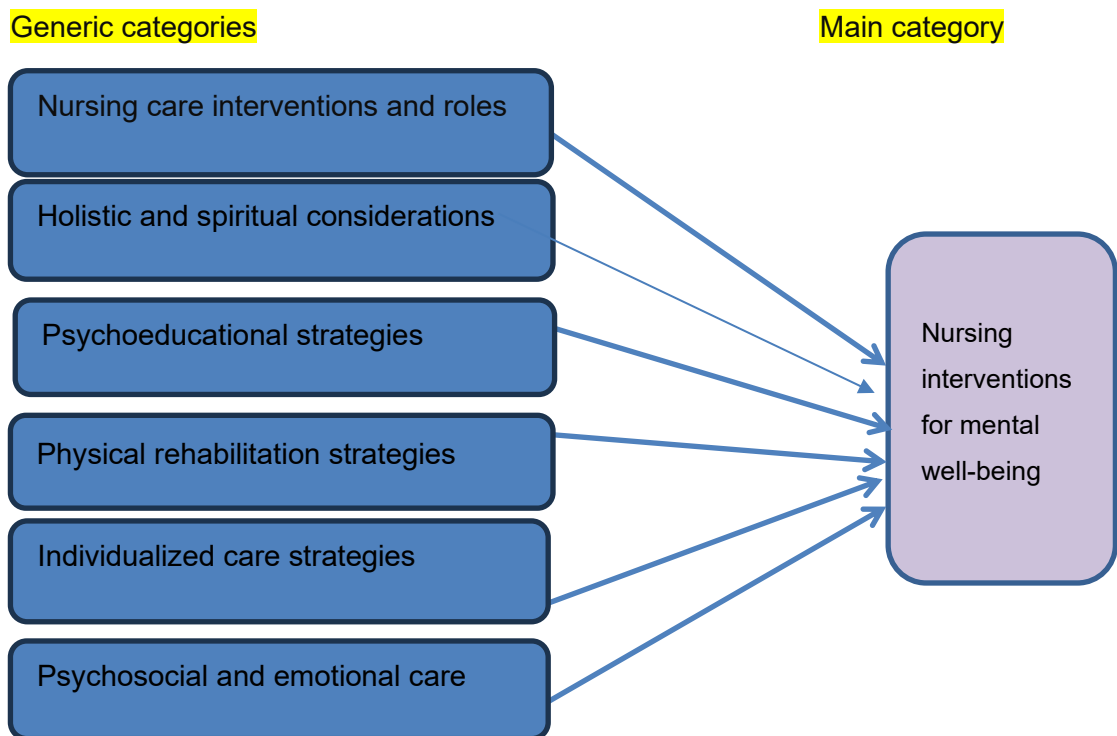 Generic categories
Main category
Nursing care interventions and roles
Holistic and spiritual considerations
Psychoeducational strategies
Physical rehabilitation strategies
Individualized care strategies
Psychosocial and emotional care
Nursing
interventions
for mental
well-being